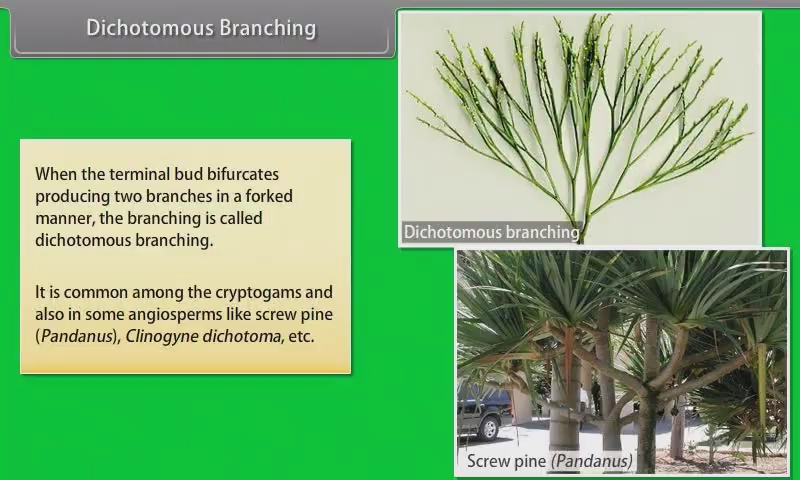 Dichotomous Branching
When the terminal bud bifurcates
producing two branches in a forked
manner, the branching is called
dichotomous branching.
It is common among the cryptogams and
also in some angiosperms like screw pine
(Pandanus), Clinogyne dichotoma, etc.
Dichotomous branching
Screw pine (Pandanus)